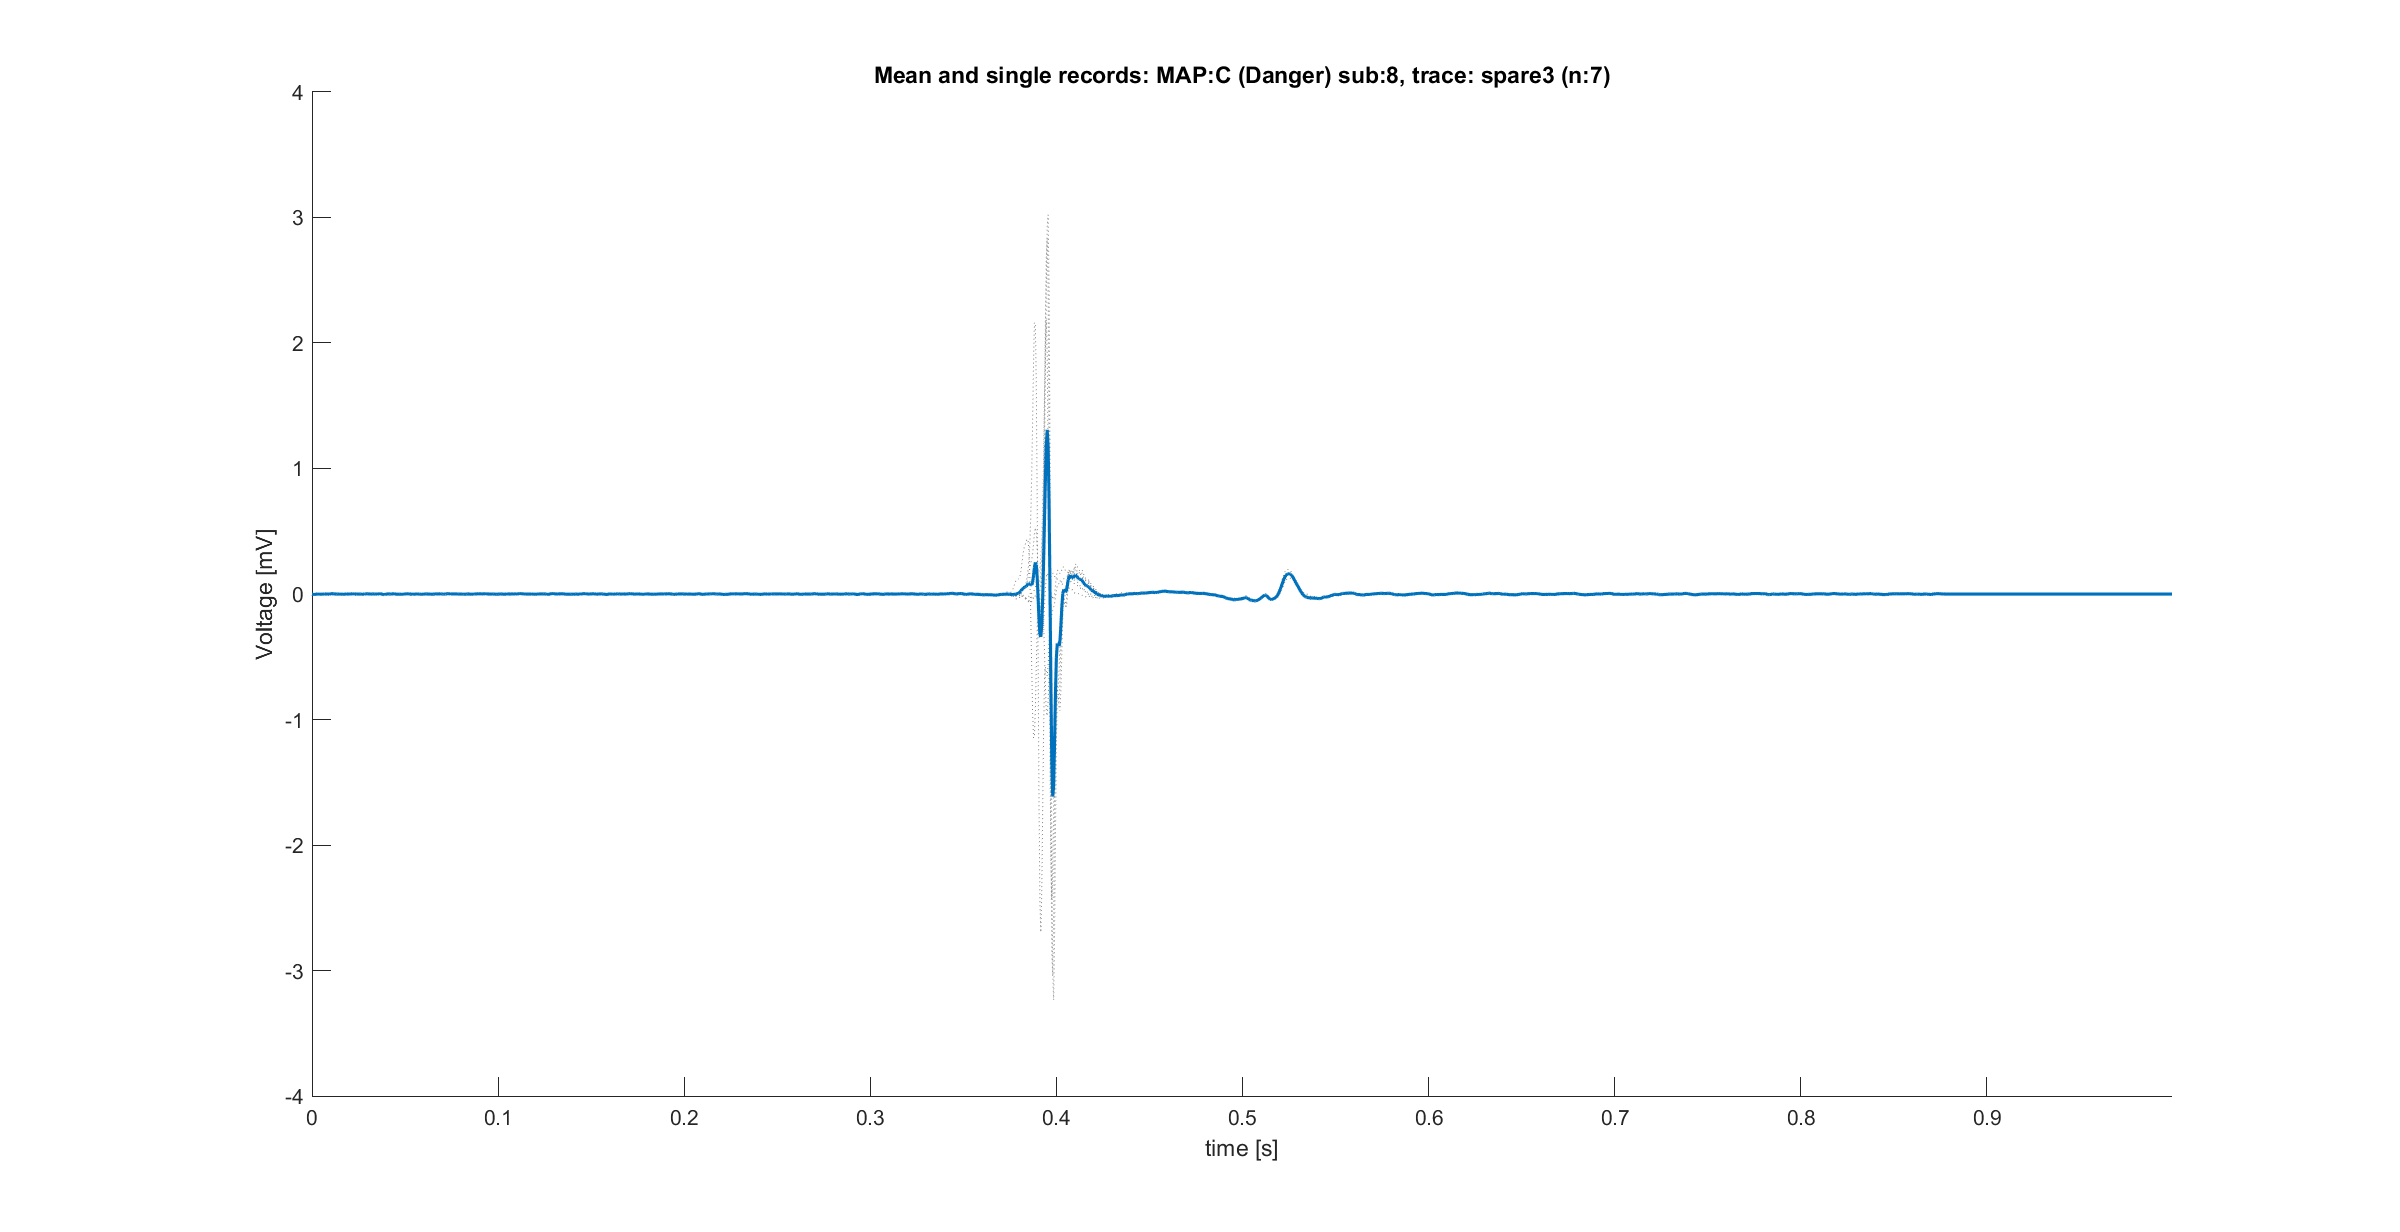 Mean and single records: MAP:C (Danger) sub:8, trace: spare3 (n:7)
4
3
2
1
0
-1
-2
-3
-4
Voltage [mV]
0 0.1 0.2 0.3 0.4 0.5 0.6 0.7 0.8 0.9
time [s]